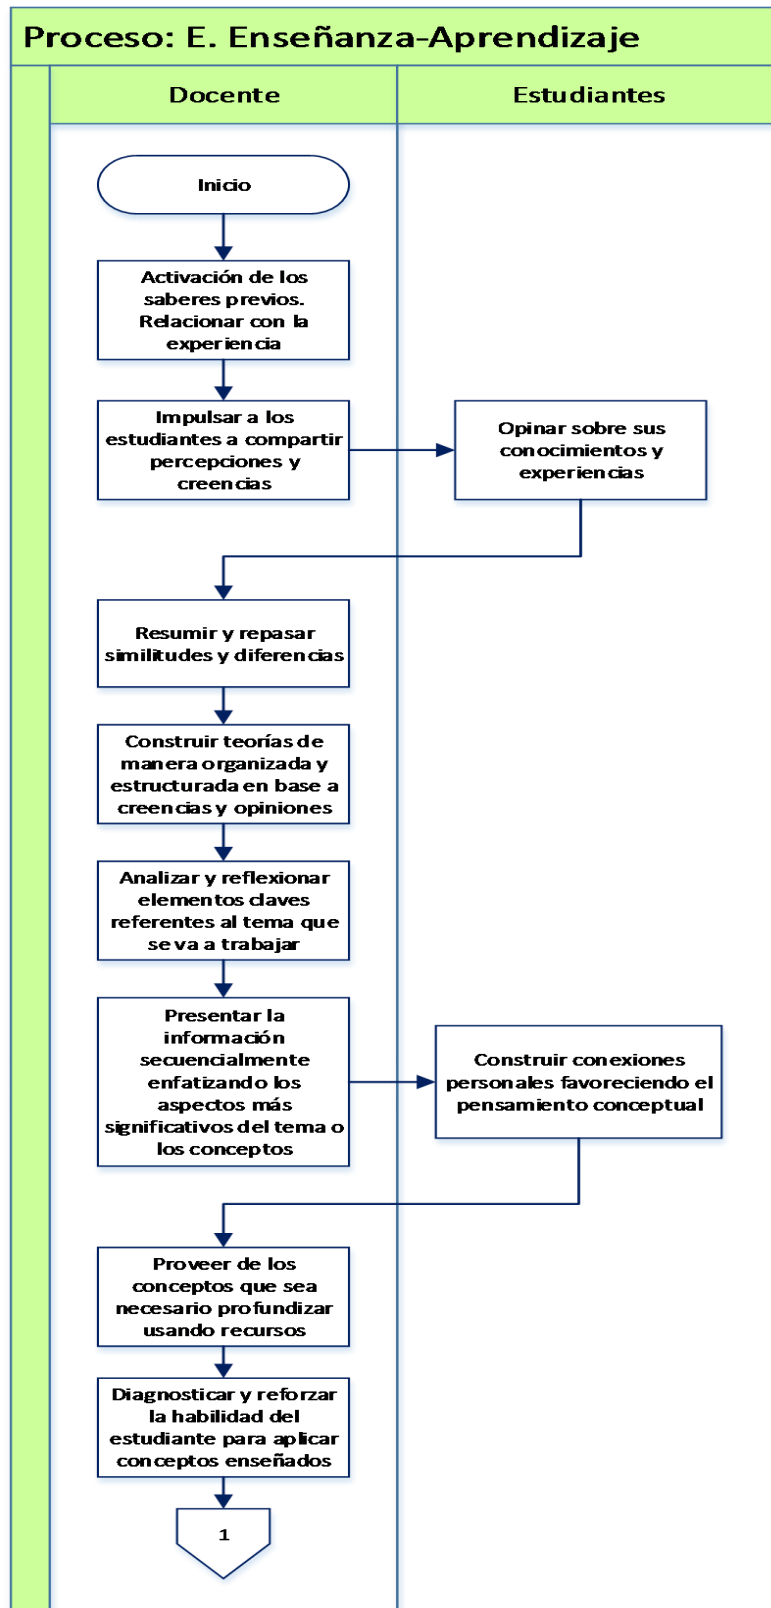 Proceso: E. Enseñanza-Aprendizaje
Docente
Estudiantes
Inicio
Activación de los
saberes previos.
Relacionar con la
experiencia
Impulsar a los
estudiantes a compartir
percepciones y
creencias
Opinar sobre sus
conocimientos y
experiencias
Resumir y repasar
similitudes y diferencias
Construir teorías de
manera organizada y
estructurada en base a
creencias y opiniones
Analizar y reflexionar
elementos claves
referentes al tema que
se va a trabajar
Presentar la
información
secuencialmente
enfatizando los
aspectos más
significativos del tema o
los conceptos
Construir conexiones
personales favoreciendo el
pensamiento conceptual
Proveer de los
conceptos que sea
necesario profundizar
usando recursos
Diagnosticar y reforzar
la habilidad del
estudiante para aplicar
conceptos enseñados
1